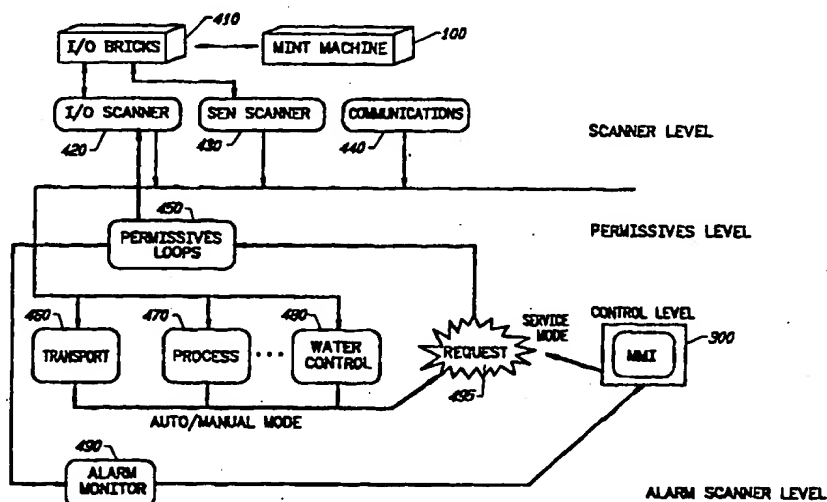 410
I/O BRICKS
MINT MACHINE
100
I/O SCANNER
SEN SCANNER
COMMUNICATIONS
420
430
440
SCANNER LEVEL
450
PERMISSIVES
LOOPS
PERMISSIVES LEVEL
460
470
480
TRANSPORT
PROCESS
WATER
CONTROL
REQUEST
495
SERVICE
MODE
CONTROL LEVEL
300
MMI
AUTO/MANUAL MODE
490
ALARM
MONITOR
ALARM SCANNER LEVEL